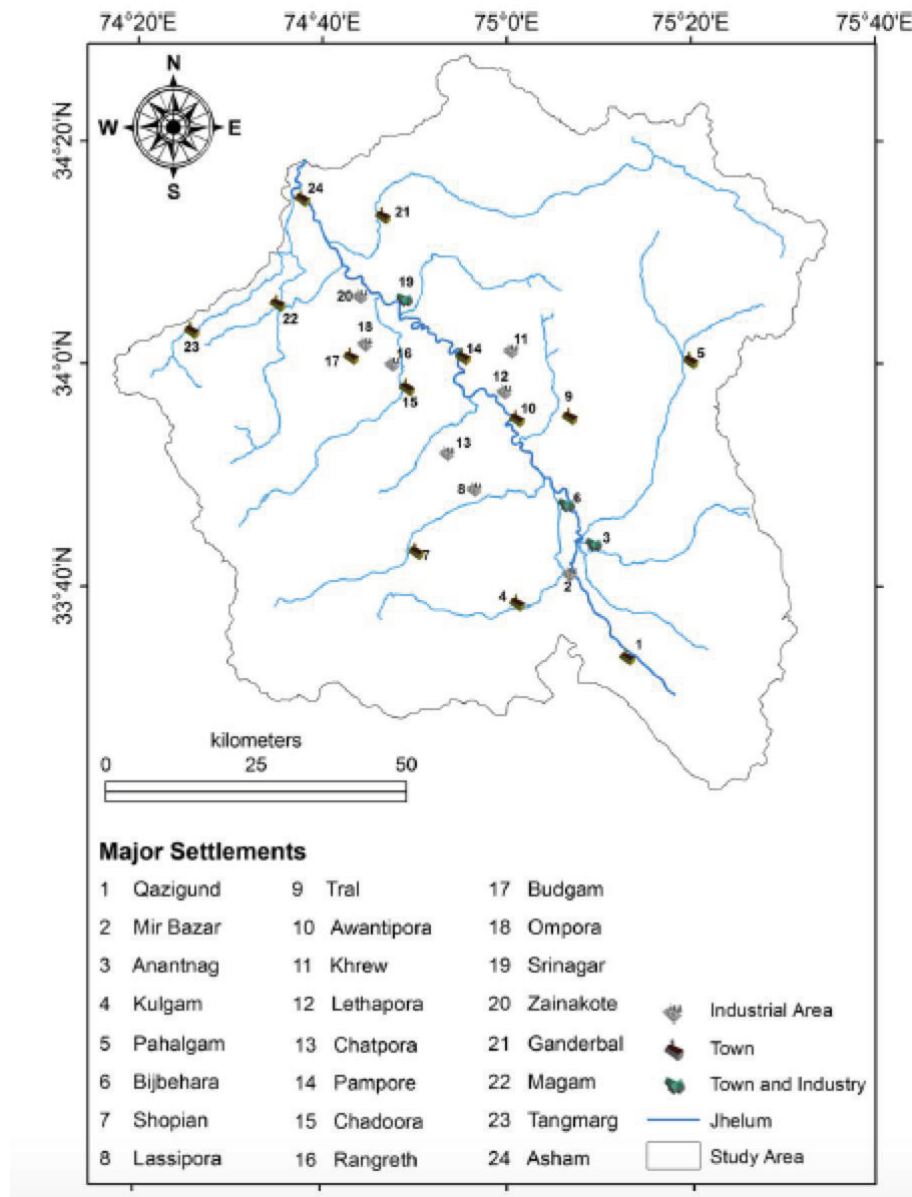 74°20'E 74°40'E 75°0'E 75°20'E 75°40'E
N
W E
S
34°20'N
34°0'N
33°40'N
24
21
19
20
22
18
23
17
16
14
11
5
15
12
10
9
13
8
6
3
7
2
4
1
kilometers
0 25 50
Major Settlements
1 Qazigund 9 Tral 17 Budgam
2 Mir Bazar 10 Awantipora 18 Ompora
3 Anantnag 11 Khrew 19 Srinagar
4 Kulgam 12 Lethapora 20 Zainakote
5 Pahalgam 13 Chatpora 21 Ganderbal
6 Bijbehara 14 Pampore 22 Magam
7 Shopian 15 Chadoora 23 Tangmarg
8 Lassipora 16 Rangreth 24 Asham
Industrial Area
Town
Town and Industry
Jhelum
Study Area